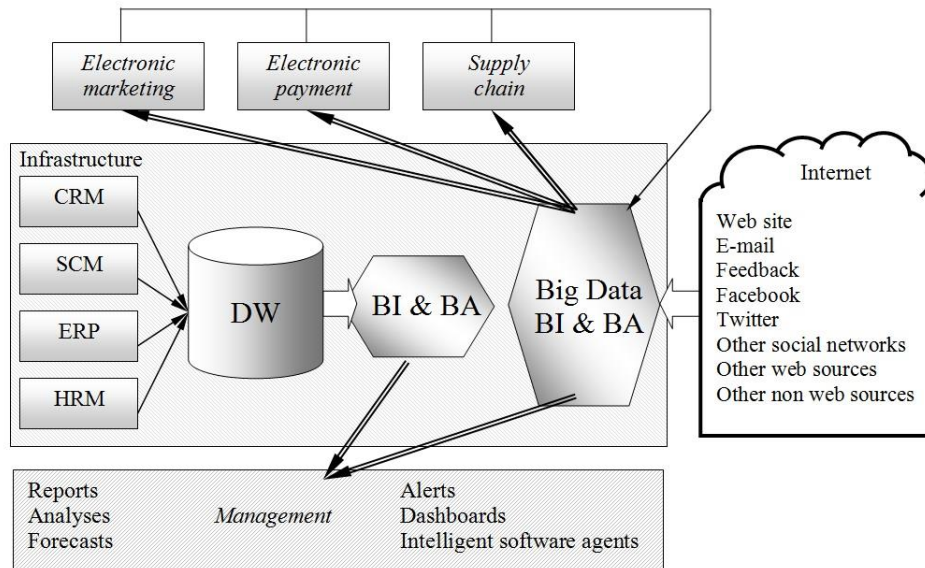 Electronic
marketing
Electronic
payment
Supply
chain
Infrastructure
CRM
SCM
ERP
HRM
DW
BI & BA
Big Data
BI & BA
Internet
Web site
E-mail
Feedback
Facebook
Twitter
Other social networks
Other web sources
Other non web sources
Reports
Analyses
Forecasts
Management
Alerts
Dashboards
Intelligent software agents